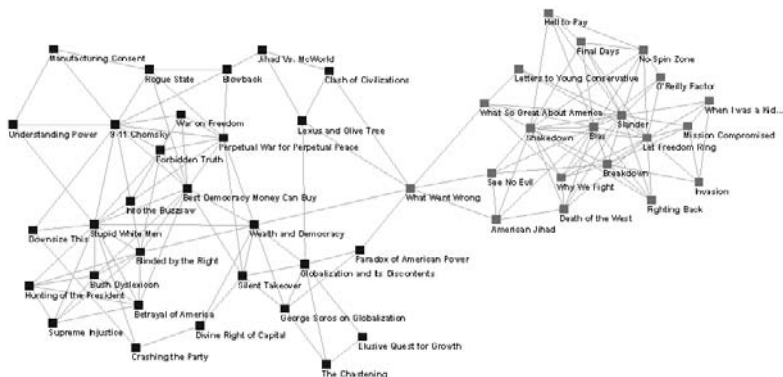 Hell to Pay
Final Days
No Spin Zone
Manufacturing Consent
Jihad Vs. McWorld
Rogue State
Blowback
Clash of Civilizations
Letters to Young Conservative
O'Reilly Factor
What So Great About America
When I was a Kid...
War on Freedom
Slander
Understanding Power
9-11 Chomsky
Lexus and Olive Tree
Shakedown
Bias
Mission Compromised
Perpetual War for Perpetual Peace
Let Freedom Ring
Forbidden Truth
Breakdown
See No Evil
Why We Fight
Invasion
Best Democracy Money Can Buy
What Went Wrong
Into the Buzzsaw
Death of the West
Righting Back
American Jihad
Downsize This
Stupid White Men
Wealth and Democracy
Blinded by the Right
Paradox of American Power
Globalization and Its Discontents
Bush Dyslexicon
Silent Takeover
Hunting of the President
Betrayal of America
George Soros on Globalization
Supreme Injustice
Divine Right of Capital
Elusive Quest for Growth
Crashing the Party
The Chastening